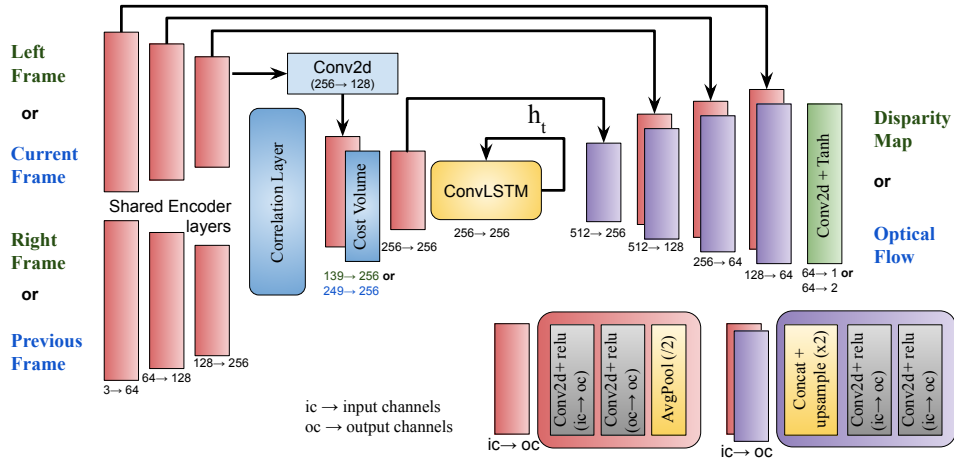 Left
Frame
or
Current
Frame
Conv2d
(256→ 128)
Correlation Layer
Cost Volume
h_t
ConvLSTM
Conv2d + Tanh
Disparity
Map
or
Optical
Flow
Shared Encoder
layers
Right
Frame
or
Previous
Frame
3→ 64
64→ 128
128→ 256
139→ 256 or
249→ 256
256→ 256
256→ 256
512→ 256
512→ 128
256→ 64
128→ 64
64→ 1 or
64→ 2
ic → input channels
oc → output channels
ic→ oc
Conv2d+ relu
(ic→ oc)
Conv2d+ relu
(oc→ oc)
AvgPool (/2)
ic→ oc
Concat +
upsample (x2)
Conv2d+ relu
(ic→ oc)
Conv2d+ relu
(ic→ oc)